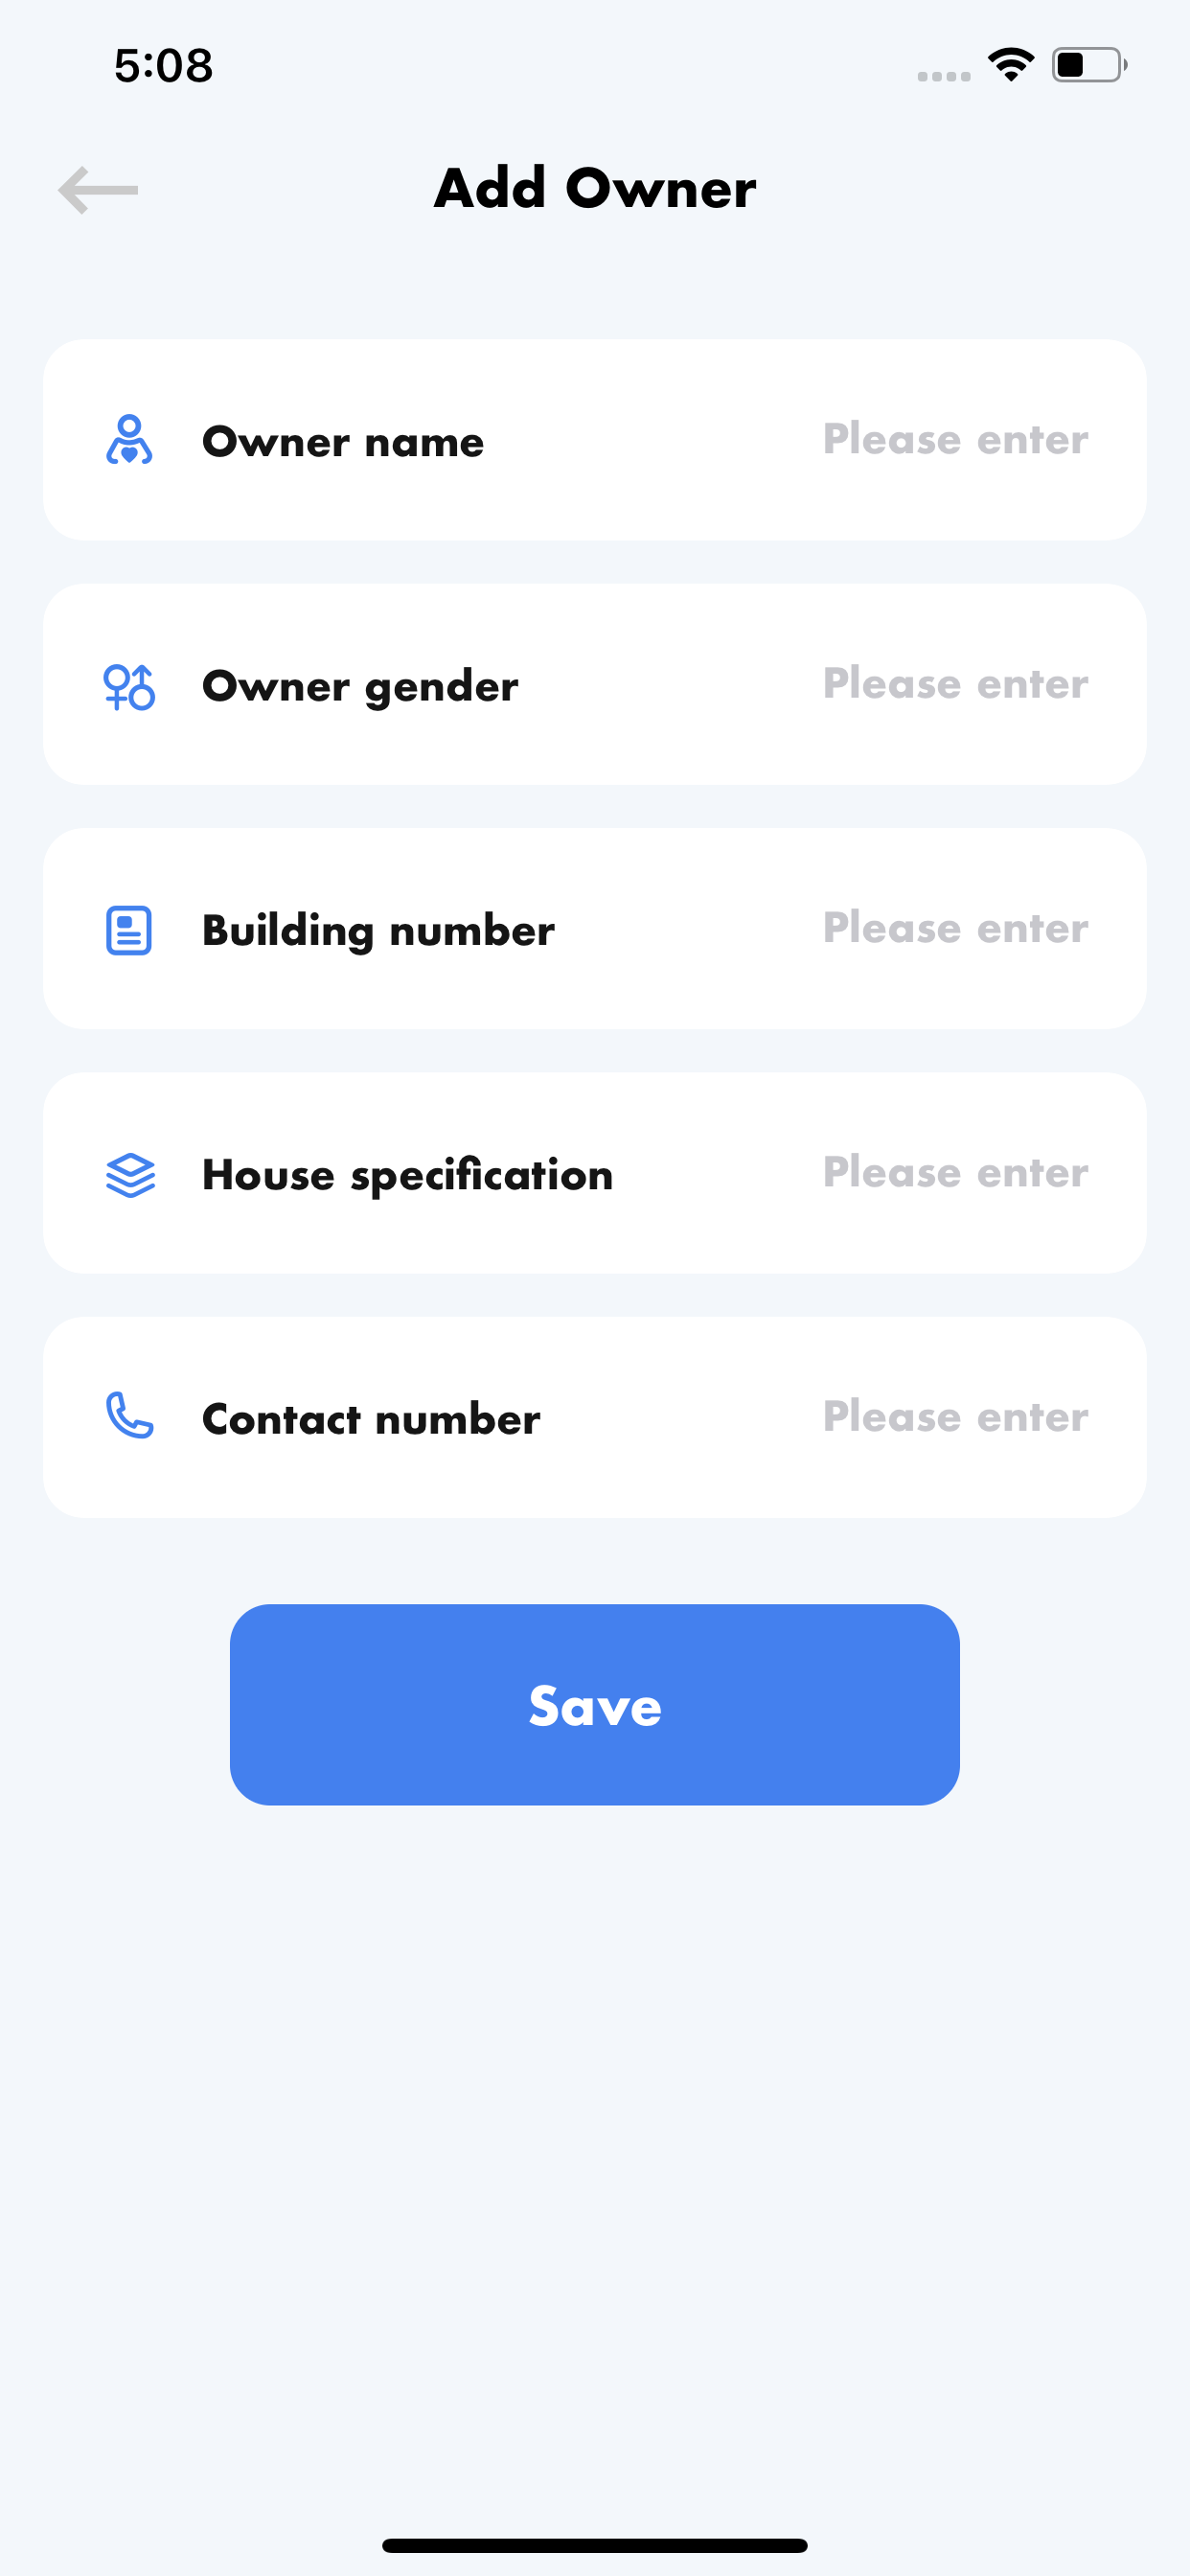 5:08
Add Owner
Owner name Please enter
Owner gender Please enter
Building number Please enter
House specification Please enter
Contact number Please enter
Save